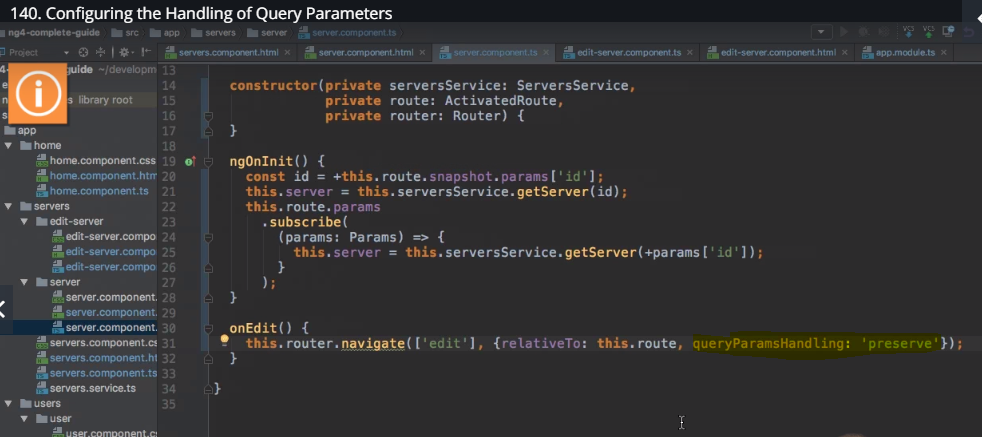 140. Configuring the Handling of Query Parameters
ng4-complete-guide src app servers server server.component.ts
Project
servers.component.html server.component.html server.component.ts edit-server.component.ts edit-server.component.html app.module.ts
guide ~/developm
s library root
app
home
home.component.css
home.component.htm
home.component.ts
servers
edit-server
edit-server.compo
edit-server.compo
edit-server.compo
server
server.component.
server.component
server.component.
servers.component.cs
servers.component.ht
servers.component.ts
servers.service.ts
users
user
user.component.cs
13
14 constructor(private serversService: ServersService,
15 private route: ActivatedRoute,
16 private router: Router) {
17 }
18
19 ngOnInit() {
20 const id = +this.route.snapshot.params['id'];
21 this.server = this.serversService.getServer(id);
22 this.route.params
23 .subscribe(
24 (params: Params) => {
25 this.server = this.serversService.getServer(+params['id']);
26 }
27 );
28 }
29
30 onEdit() {
31 this.router.navigate(['edit'], {relativeTo: this.route, queryParamsHandling: 'preserve'});
32 }
33
34 }
35